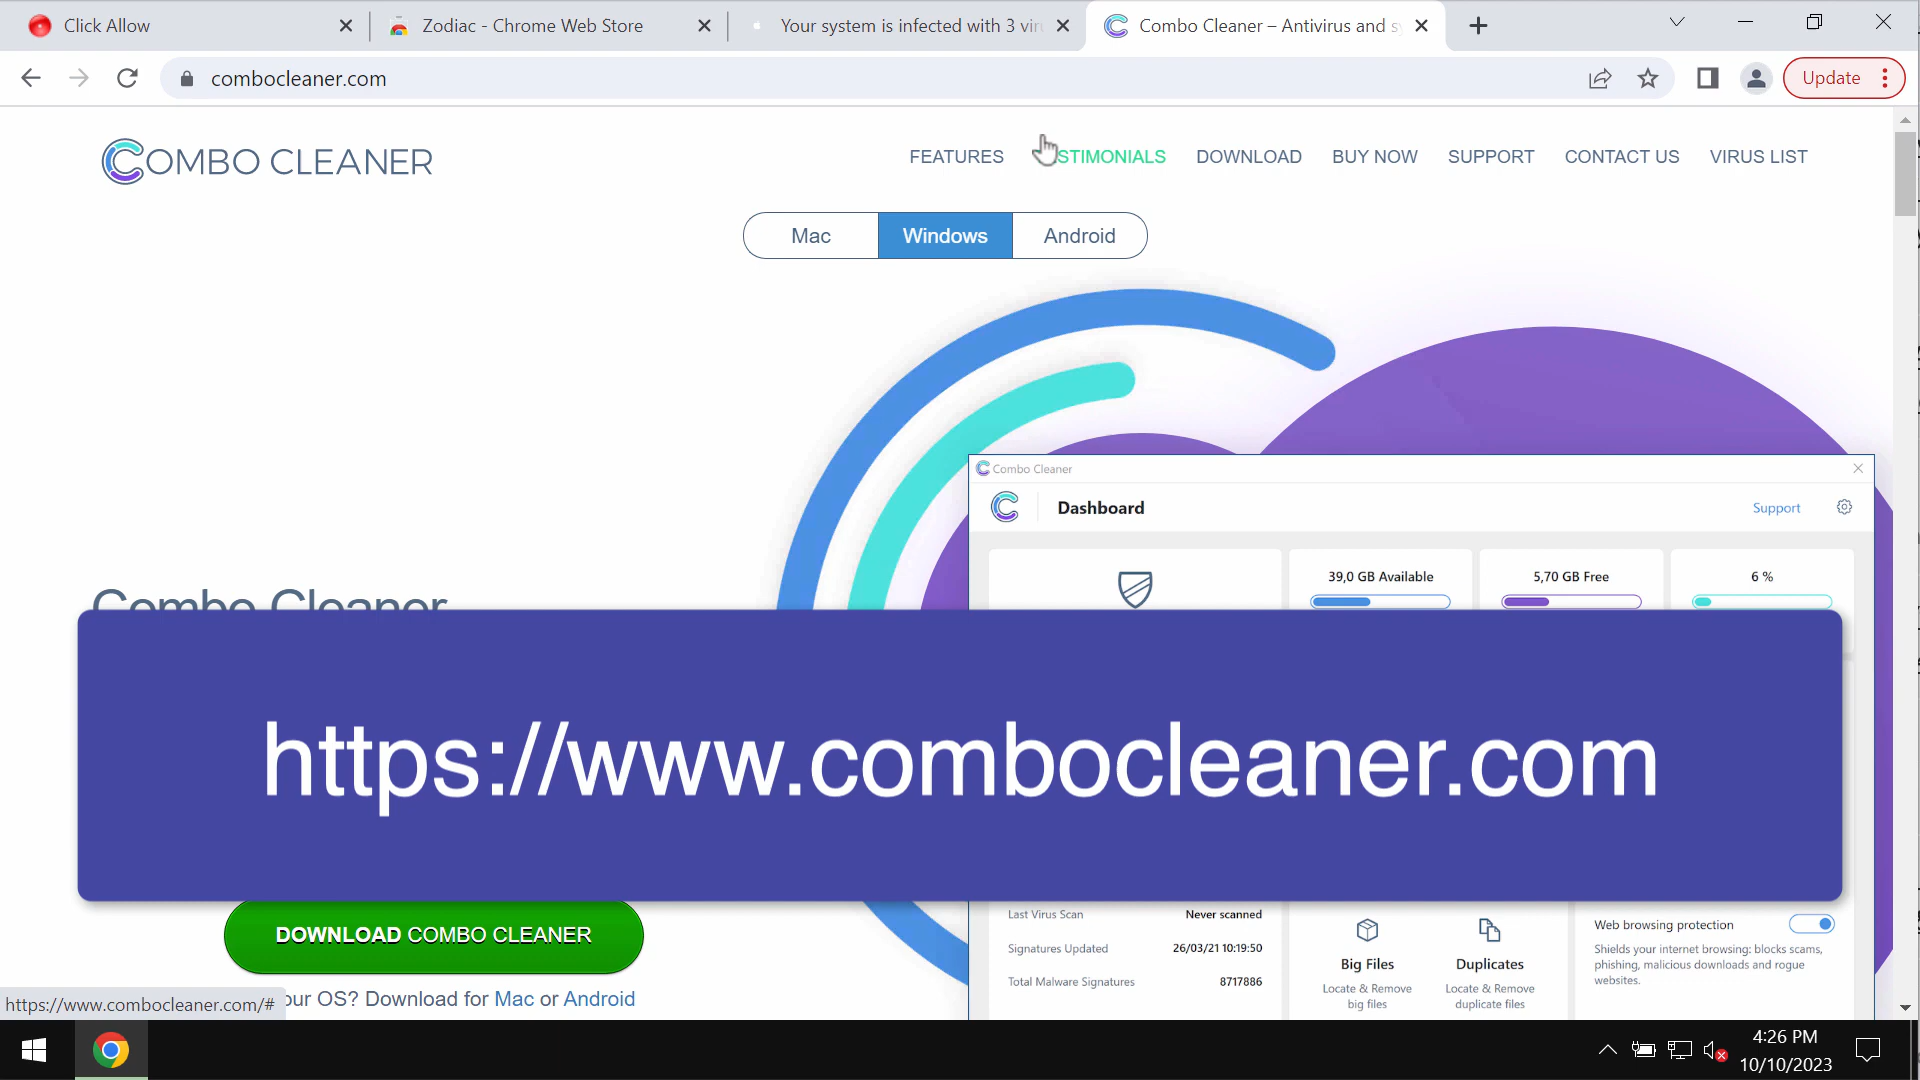 Click Allow
Zodiac - Chrome Web Store
Your system is infected with 3 vir
Combo Cleaner – Antivirus and sy
combocleaner.com
Update
COMBO CLEANER
FEATURES
STIMONIALS
DOWNLOAD
BUY NOW
SUPPORT
CONTACT US
VIRUS LIST
Mac
Windows
Android
Combo Cleaner
Dashboard
Support
39,0 GB Available
5,70 GB Free
6 %
Combo Cleaner
https://www.combocleaner.com
DOWNLOAD COMBO CLEANER
our OS? Download for Mac or Android
Last Virus Scan
Never scanned
Signatures Updated
26/03/21 10:19:50
Total Malware Signatures
8717886
Big Files
Locate & Remove
big files
Duplicates
Locate & Remove
duplicate files
Web browsing protection
Shields your internet browsing: blocks scams,
phishing, malicious downloads and rogue
websites.
https://www.combocleaner.com/#
4:26 PM
10/10/2023